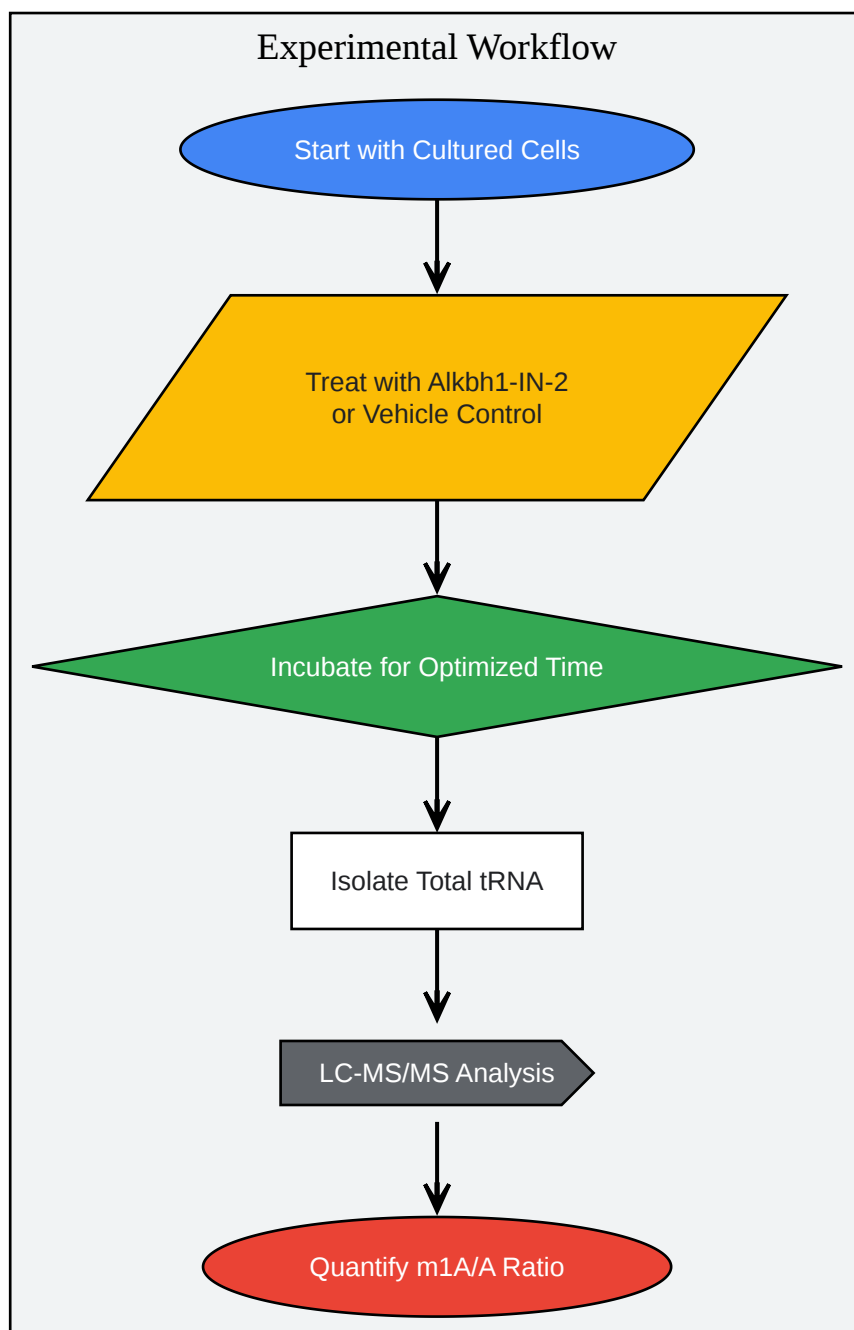 Experimental Workflow
Start with Cultured Cells
Treat with Alkbh1-IN-2
or Vehicle Control
Incubate for Optimized Time
Isolate Total tRNA
LC-MS/MS Analysis
Quantify m1A/A Ratio